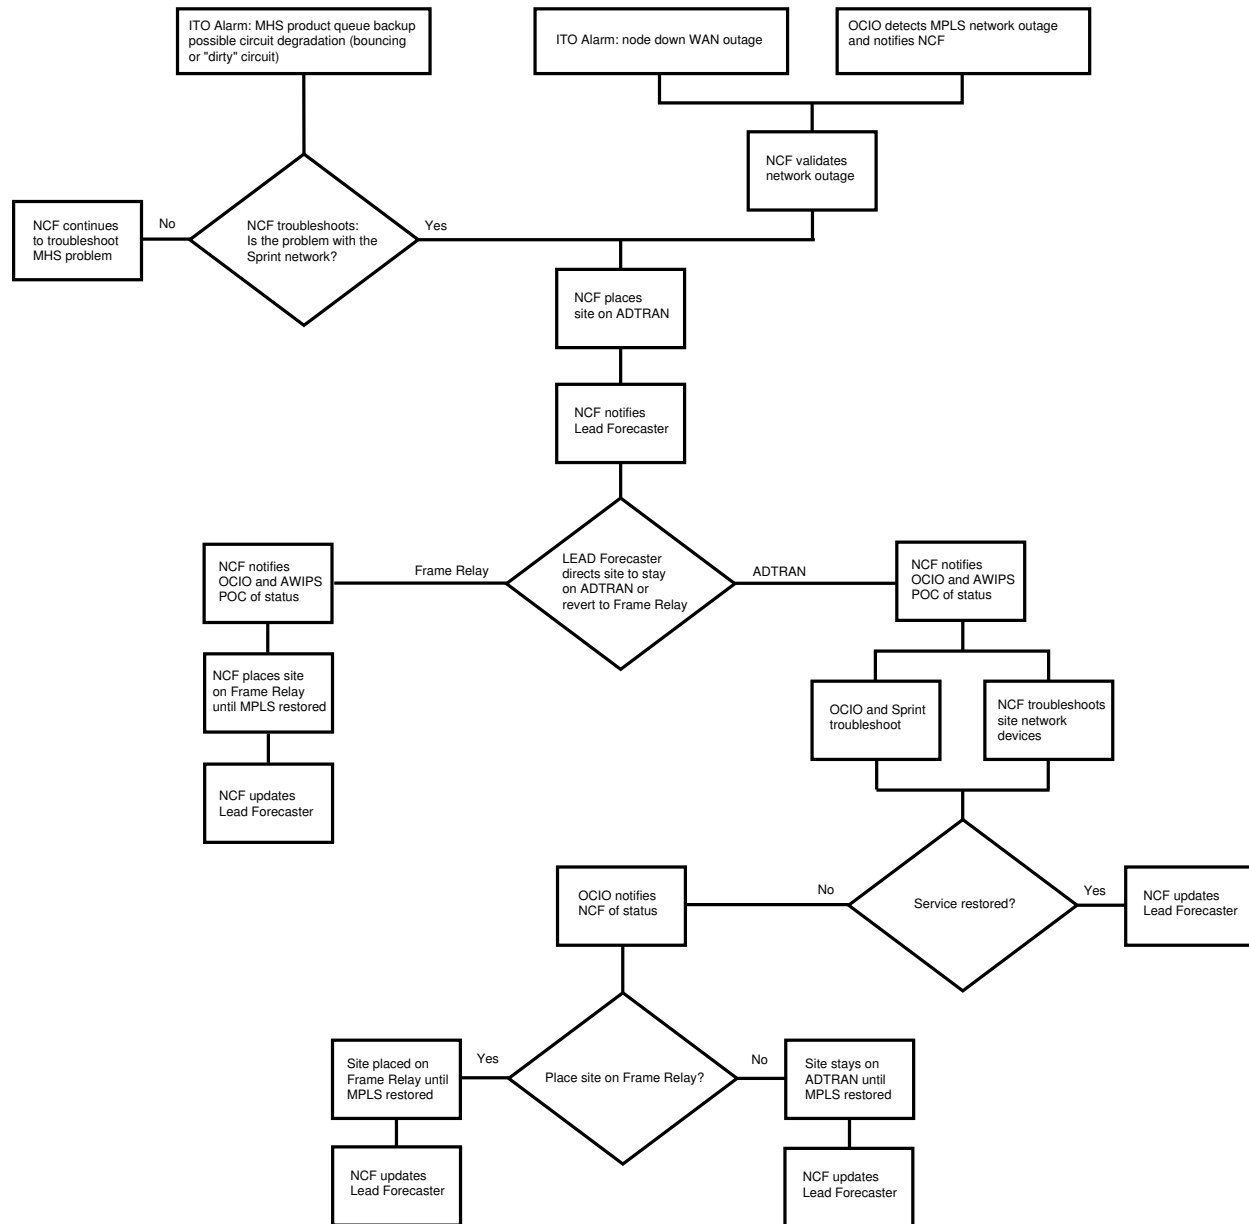 ITO Alarm: MHS product queue backup
possible circuit degradation (bouncing
or "dirty" circuit)
ITO Alarm: node down WAN outage
OCIO detects MPLS network outage
and notifies NCF
NCF validates
network outage
NCF continues
to troubleshoot
MHS problem
No
NCF troubleshoots:
Is the problem with the
Sprint network?
Yes
NCF places
site on ADTRAN
NCF notifies
Lead Forecaster
NCF notifies
OCIO and AWIPS
POC of status
Frame Relay
LEAD Forecaster
directs site to stay
on ADTRAN or
revert to Frame Relay
ADTRAN
NCF notifies
OCIO and AWIPS
POC of status
NCF places site
on Frame Relay
until MPLS restored
OCIO and Sprint
troubleshoot
NCF troubleshoots
site network
devices
NCF updates
Lead Forecaster
OCIO notifies
NCF of status
No
Service restored?
Yes
NCF updates
Lead Forecaster
Site placed on
Frame Relay until
MPLS restored
Yes
Place site on Frame Relay?
No
Site stays on
ADTRAN until
MPLS restored
NCF updates
Lead Forecaster
NCF updates
Lead Forecaster